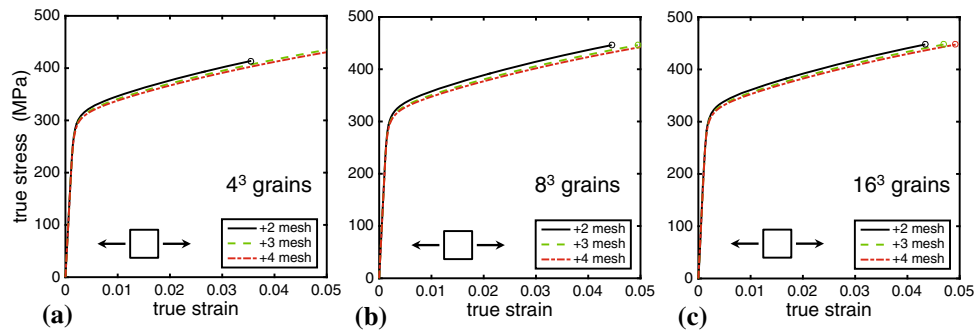 true stress (MPa)
500
400
300
200
100
0
4³ grains
+2 mesh
+3 mesh
+4 mesh
0 0.01 0.02 0.03 0.04 0.05
(a) true strain
500
400
300
200
100
0
8³ grains
+2 mesh
+3 mesh
+4 mesh
0 0.01 0.02 0.03 0.04 0.05
(b) true strain
500
400
300
200
100
0
16³ grains
+2 mesh
+3 mesh
+4 mesh
0 0.01 0.02 0.03 0.04 0.05
(c) true strain